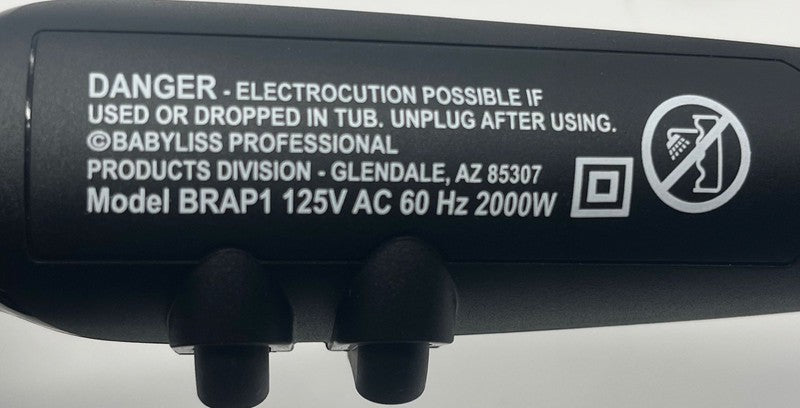 DANGER - ELECTROCUTION POSSIBLE IF
USED OR DROPPED IN TUB. UNPLUG AFTER USING.
©BABYLISS PROFESSIONAL
PRODUCTS DIVISION - GLENDALE, AZ 85307
Model BRAP1 125V AC 60 Hz 2000W